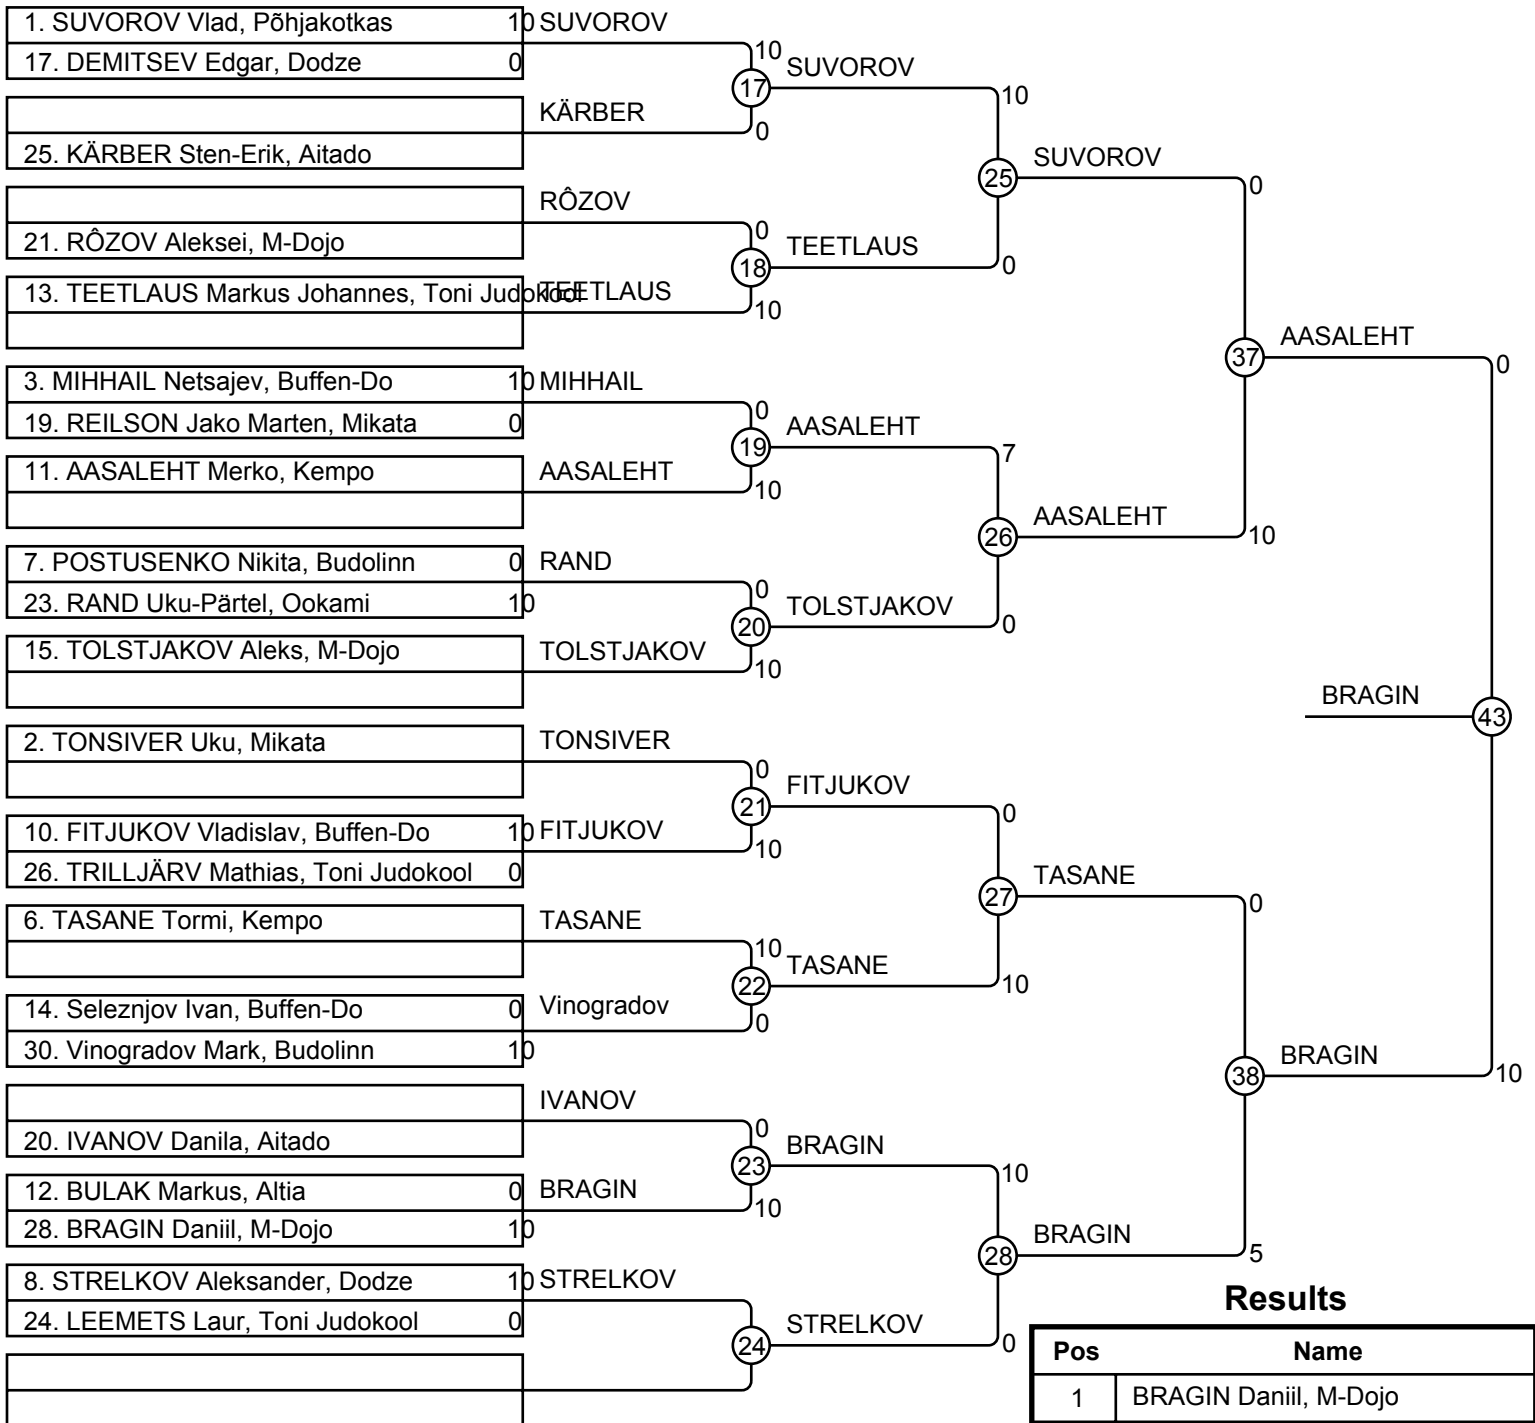 1. SUVOROV Vlad, Põhjakotkas 10 SUVOROV
10
17. DEMITSEV Edgar, Dodze 0
SUVOROV
17
10
KÄRBER
0
25. KÄRBER Sten-Erik, Aitado
SUVOROV
25
0
RÔZOV
0
21. RÔZOV Aleksei, M-Dojo
TEETLAUS
18
0
13. TEETLAUS Markus Johannes, Toni Judokool TEETLAUS
10
AASALEHT
37
0
3. MIHHAIL Netsajev, Buffen-Do 10 MIHHAIL
0
19. REILSON Jako Marten, Mikata 0
AASALEHT
19
7
11. AASALEHT Merko, Kempo AASALEHT
10
AASALEHT
26
10
7. POSTUSENKO Nikita, Budolinn 0 RAND
0
23. RAND Uku-Pärtel, Ookami 10
TOLSTJAKOV
20
0
15. TOLSTJAKOV Aleks, M-Dojo TOLSTJAKOV
10
BRAGIN
43
2. TONSIVER Uku, Mikata TONSIVER
0
FITJUKOV
21
0
10. FITJUKOV Vladislav, Buffen-Do 10 FITJUKOV
10
26. TRILLJÄRV Mathias, Toni Judokool 0
TASANE
27
0
6. TASANE Tormi, Kempo TASANE
10
TASANE
22
10
14. Seleznjov Ivan, Buffen-Do 0 Vinogradov
0
30. Vinogradov Mark, Budolinn 10
BRAGIN
38
10
IVANOV
0
20. IVANOV Danila, Aitado
BRAGIN
23
10
12. BULAK Markus, Altia 0 BRAGIN
10
28. BRAGIN Daniil, M-Dojo 10
BRAGIN
28
5
8. STRELKOV Aleksander, Dodze 10 STRELKOV
24. LEEMETS Laur, Toni Judokool 0
STRELKOV
24
0
Results
Pos Name
1 BRAGIN Daniil, M-Dojo